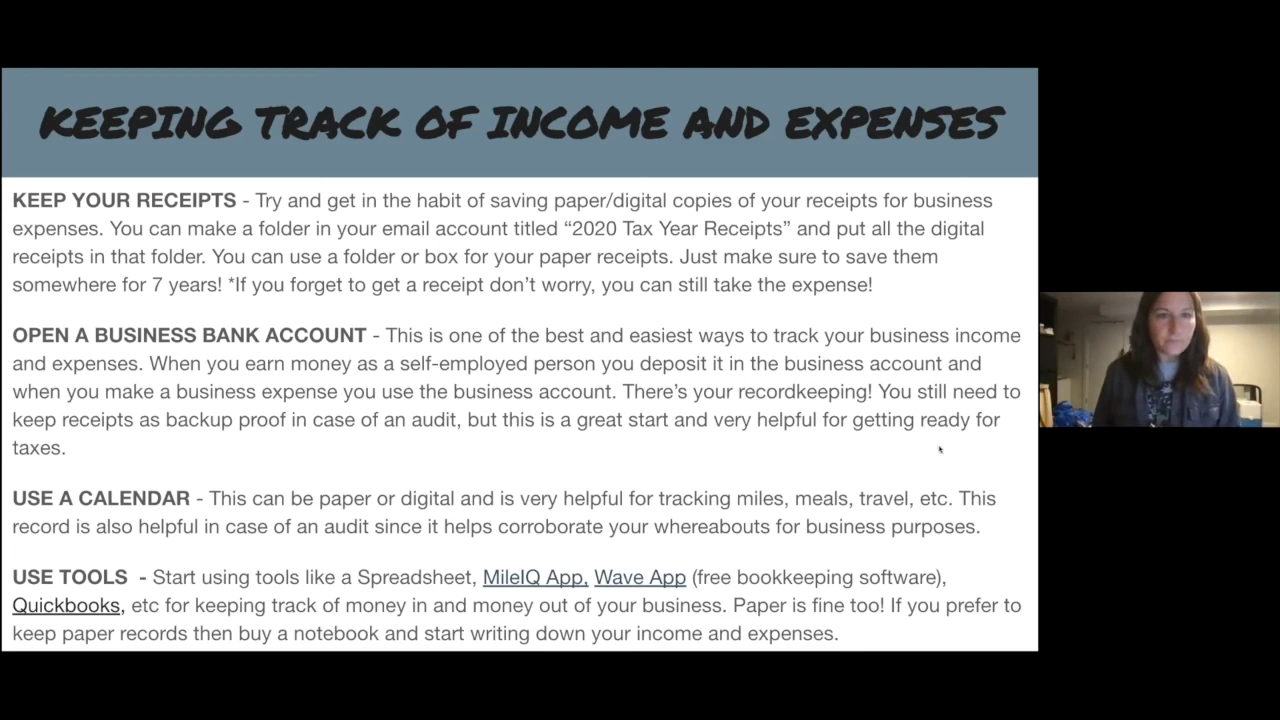 KEEPING TRACK OF INCOME AND EXPENSES
KEEP YOUR RECEIPTS - Try and get in the habit of saving paper/digital copies of your receipts for business
expenses. You can make a folder in your email account titled “2020 Tax Year Receipts” and put all the digital
receipts in that folder. You can use a folder or box for your paper receipts. Just make sure to save them
somewhere for 7 years! *If you forget to get a receipt don’t worry, you can still take the expense!
OPEN A BUSINESS BANK ACCOUNT - This is one of the best and easiest ways to track your business income
and expenses. When you earn money as a self-employed person you deposit it in the business account and
when you make a business expense you use the business account. There’s your recordkeeping! You still need to
keep receipts as backup proof in case of an audit, but this is a great start and very helpful for getting ready for
taxes.
USE A CALENDAR - This can be paper or digital and is very helpful for tracking miles, meals, travel, etc. This
record is also helpful in case of an audit since it helps corroborate your whereabouts for business purposes.
USE TOOLS - Start using tools like a Spreadsheet, MileIQ App, Wave App (free bookkeeping software),
Quickbooks, etc for keeping track of money in and money out of your business. Paper is fine too! If you prefer to
keep paper records then buy a notebook and start writing down your income and expenses.